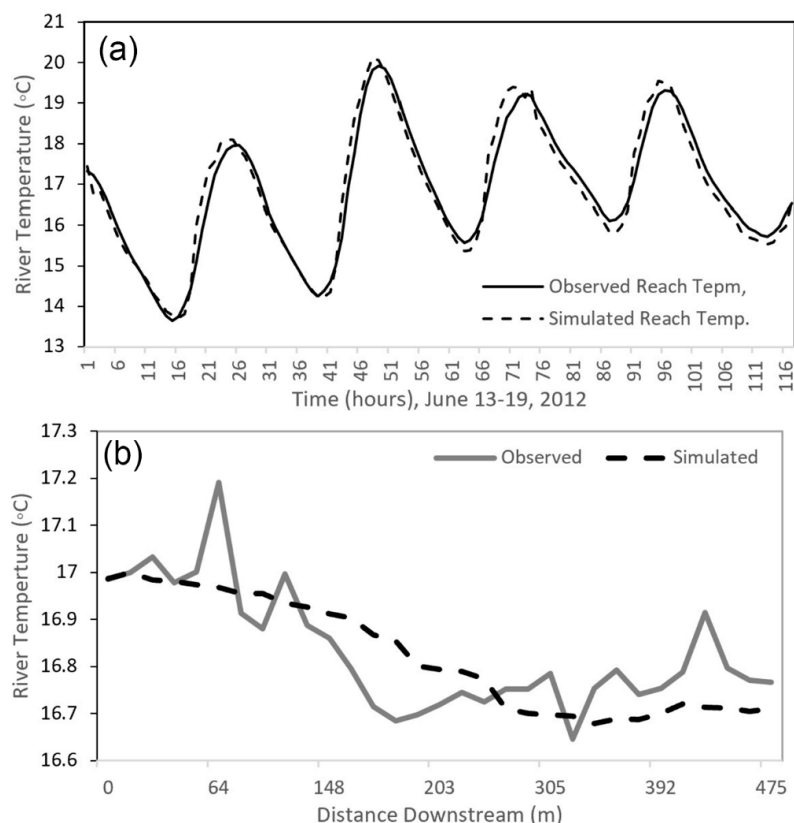 (a)
River Temperature (◦C)
21
20
19
18
17
16
15
14
13
Observed Reach Tepm,
Simulated Reach Temp.
1 6 11 16 21 26 31 36 41 46 51 56 61 66 71 76 81 86 91 96 101 106 111 116
Time (hours), June 13-19, 2012
(b)
River Temperture (◦C)
17.3
17.2
17.1
17
16.9
16.8
16.7
16.6
Observed Simulated
0 64 148 203 305 392 475
Distance Downstream (m)